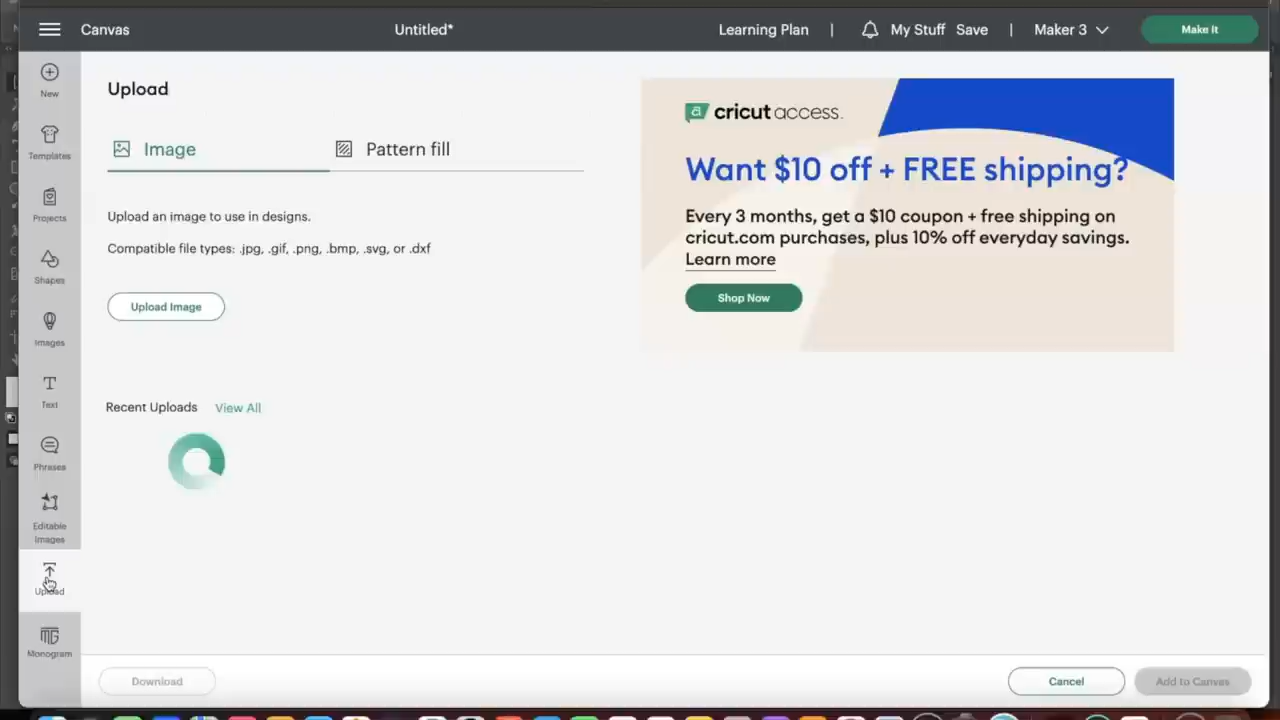 Canvas
Untitled*
Learning Plan | My Stuff Save | Maker 3 Make It
New
Templates
Projects
Shapes
Images
Text
Phrases
Editable
Images
Upload
Monogram
Upload
Image
Pattern fill
Upload an image to use in designs.
Compatible file types: .jpg, .gif, .png, .bmp, .svg, or .dxf
Upload Image
Recent Uploads View All
a cricut access.
Want $10 off + FREE shipping?
Every 3 months, get a $10 coupon + free shipping on
cricut.com purchases, plus 10% off everyday savings.
Learn more
Shop Now
Download
Cancel
Add to Canvas